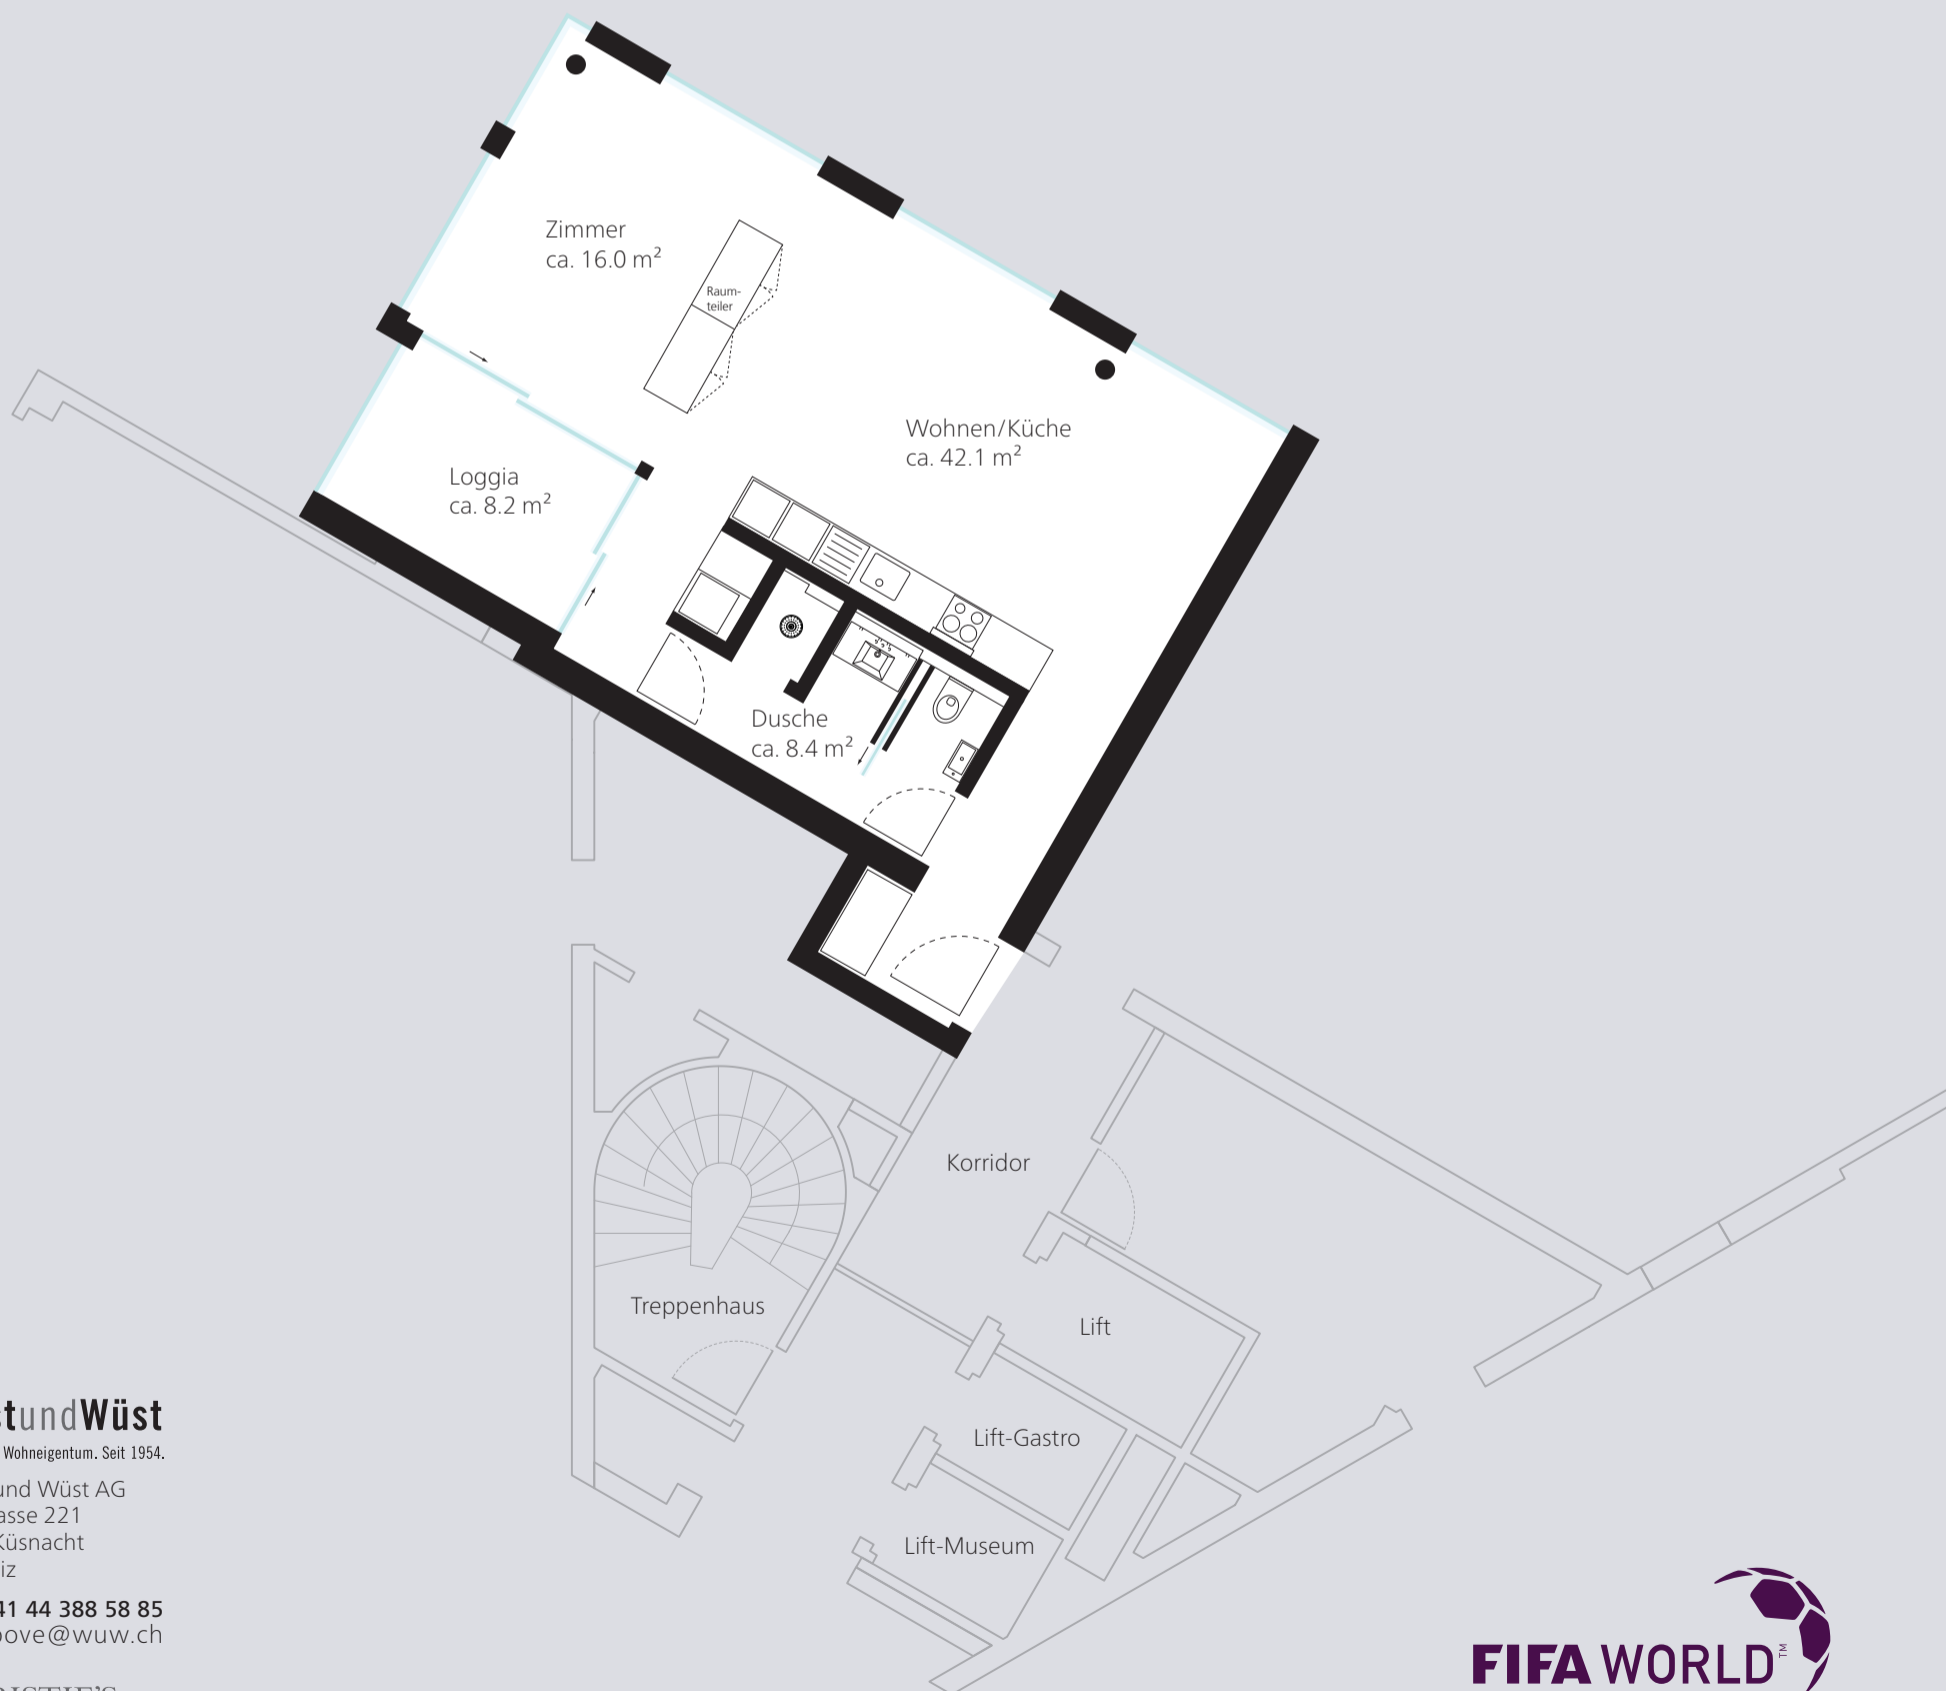 Zimmer
ca. 16.0 m²
Raum-
teiler
Wohnen/Küche
ca. 42.1 m²
Loggia
ca. 8.2 m²
Dusche
ca. 8.4 m²
Korridor
Treppenhaus
Lift
Lift-Gastro
Lift-Museum
tundWüst
Wohneigentum. Seit 1954.
und Wüst AG
asse 221
Küsnacht
iz
41 44 388 58 85
ove@wuw.ch
FIFA WORLD™